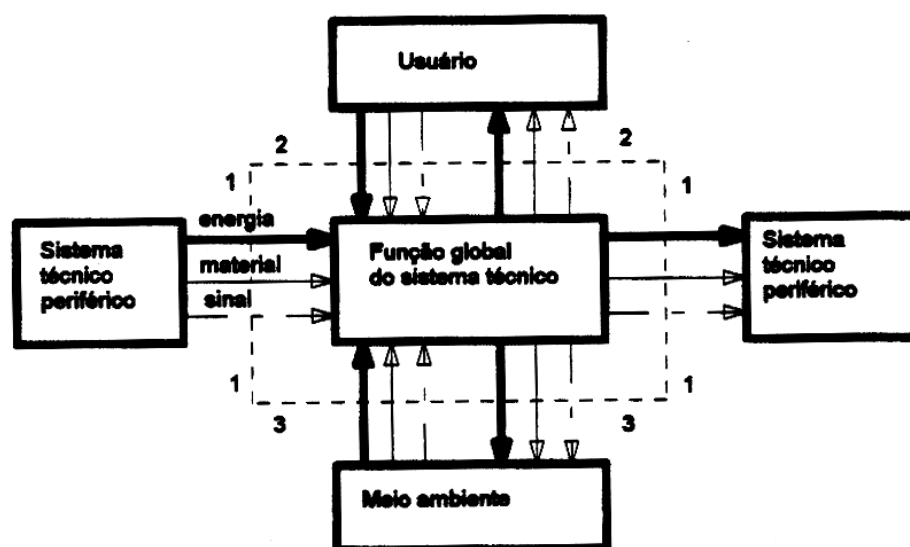 Usuário
2
2
1
1
energia
Sistema
técnico
periférico
material
sinal
Função global
do sistema técnico
Sistema
técnico
periférico
1
1
3
3
Meio ambiente